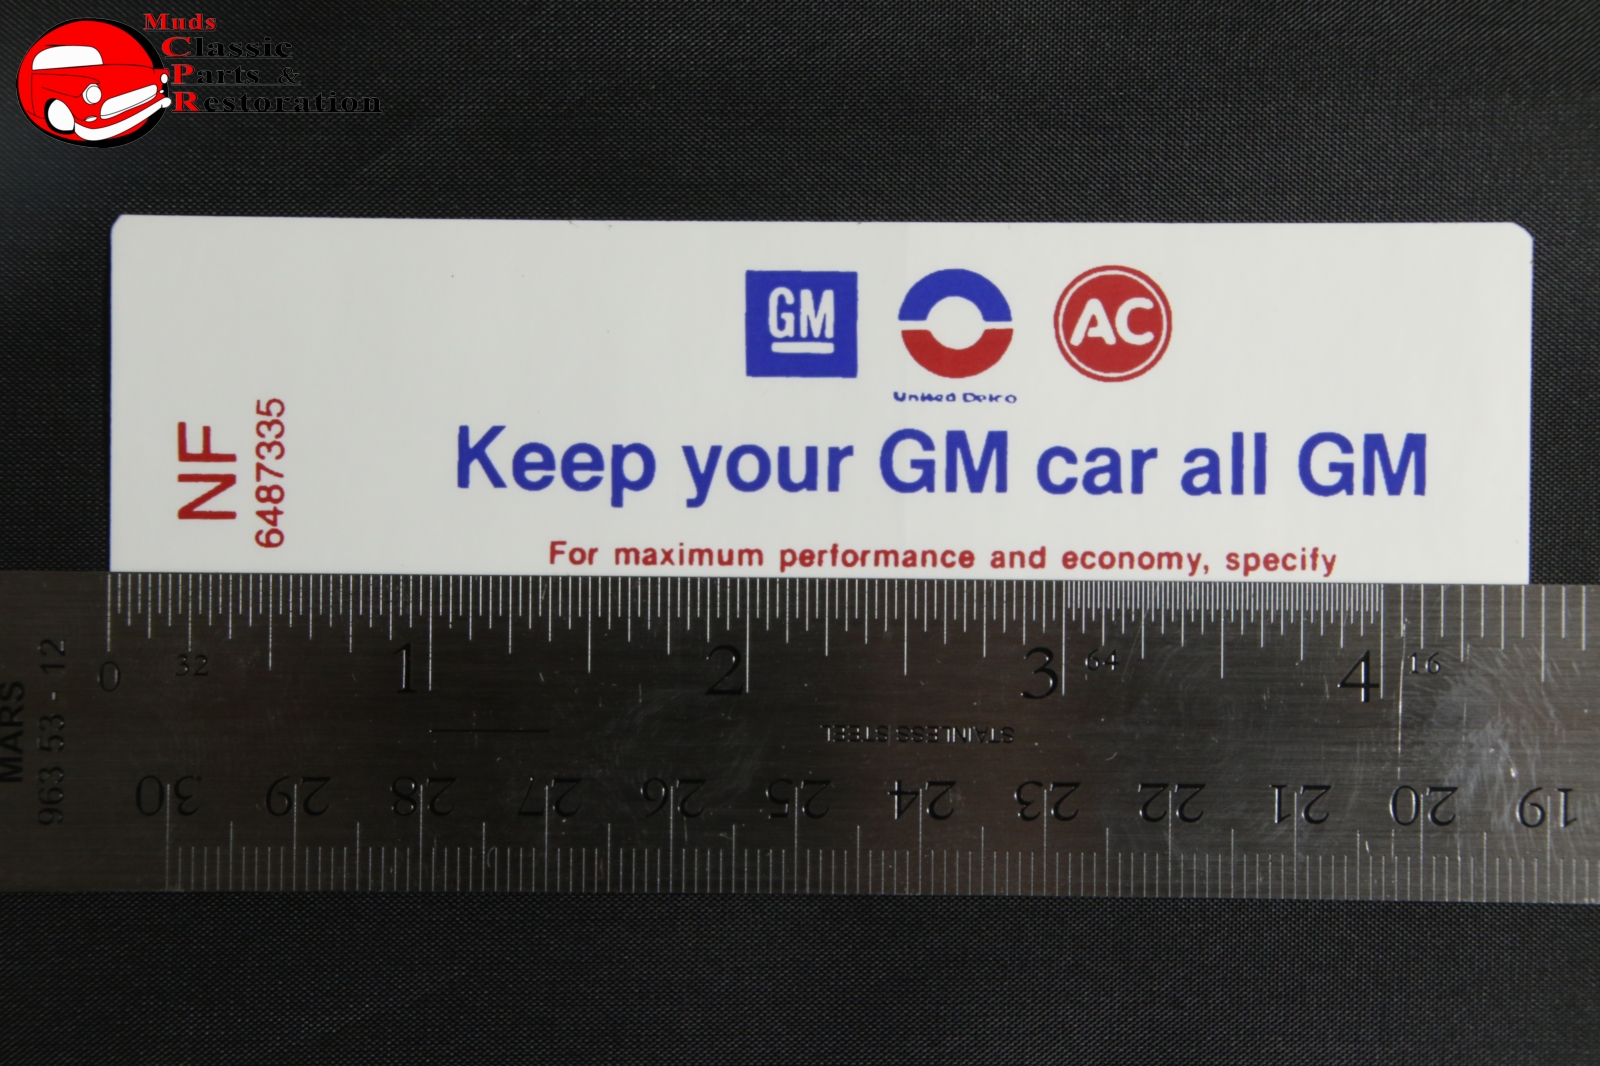 Muds
Classic
Parts &
Restoration
GM
AC
United Delco
NF
6487335
Keep your GM car all GM
For maximum performance and economy, specify
0 32 1 2 3 64 4 16
STAINLESS STEEL
MARS
963 53 - 12
30 29 28 27 26 25 24 23 22 21 20 19